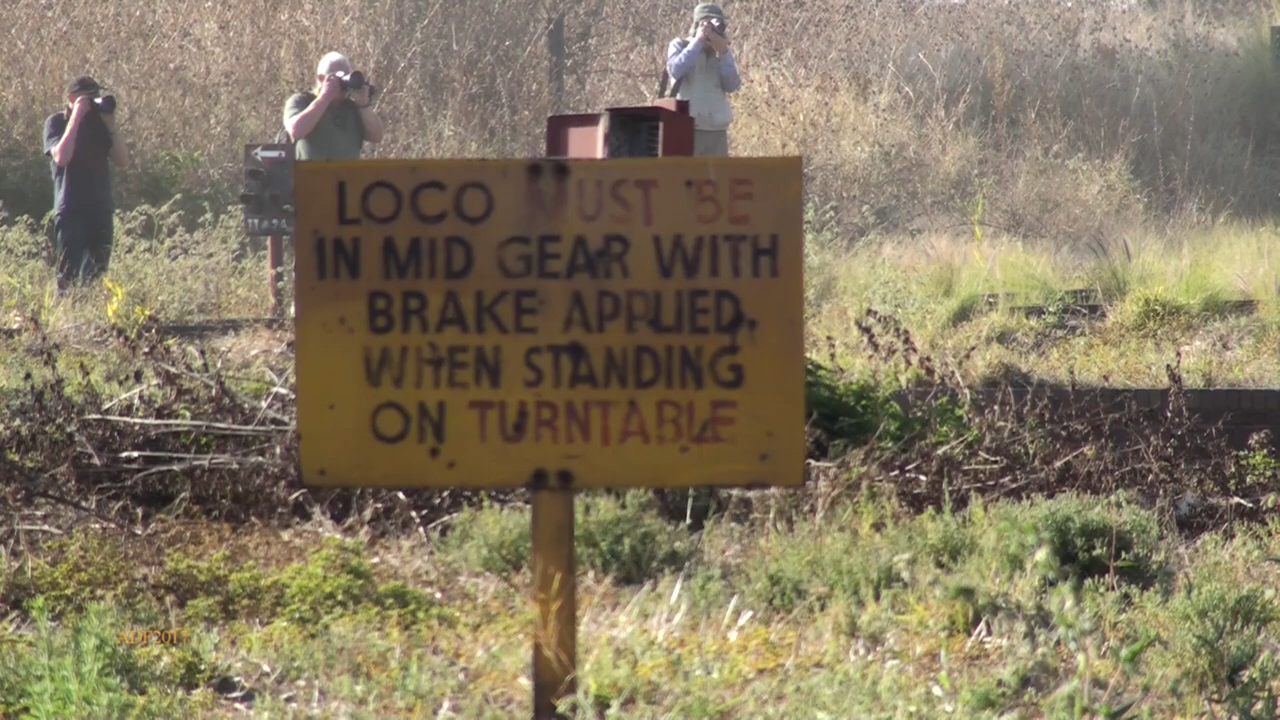 LOCO MUST BE
IN MID GEAR WITH
BRAKE APPLIED
WHEN STANDING
ON TURNTABLE